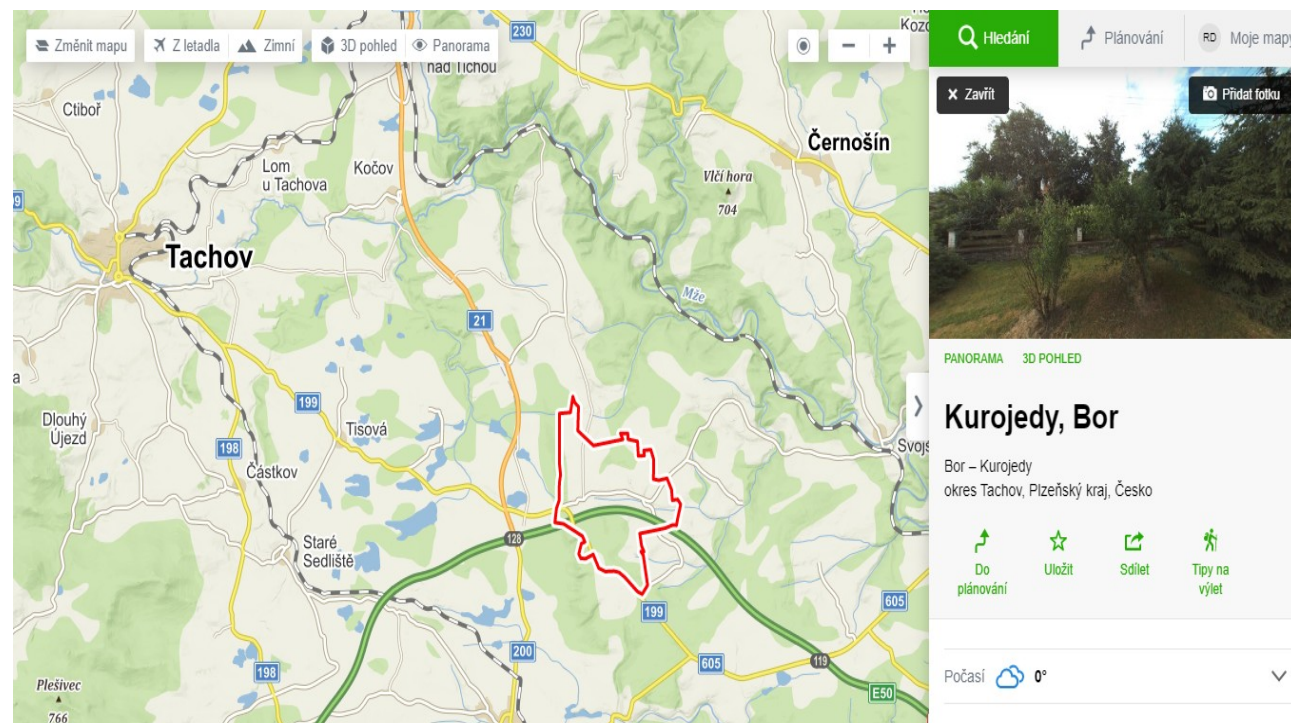 Změnit mapu
Z letadla
Zimní
3D pohled
Panorama
230
nad Tichou
Ctiboř
Lom
u Tachova
Kočov
Černošín
Vlčí hora
704
Tachov
Mže
21
199
Dlouhý
Újezd
198
Tisová
Částkov
Staré
Sedliště
128
199
605
200
605
119
198
E50
Plešivec
766
Hledání
Plánování
RD
Moje mapy
Zavřít
Přidat fotku
PANORAMA
3D POHLED
Kurojedy, Bor
Bor – Kurojedy
okres Tachov, Plzeňský kraj, Česko
Do
plánování
Uložit
Sdílet
Tipy na
výlet
Počasí
0°